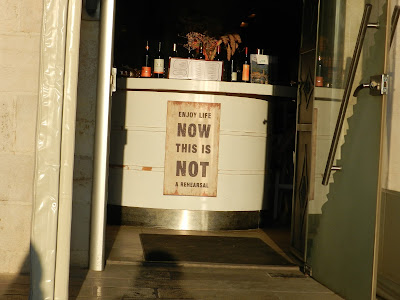 ENJOY LIFE
NOW
THIS IS
NOT
A REHEARSAL